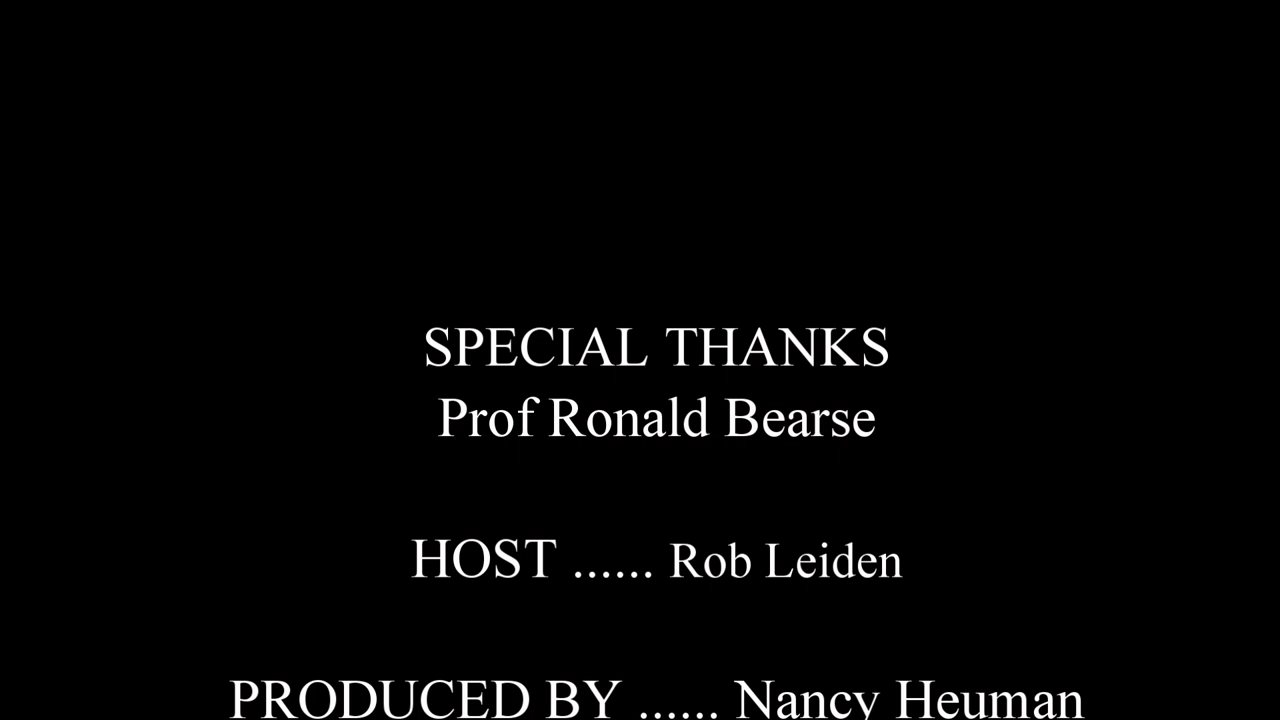 SPECIAL THANKS
Prof Ronald Bearse
HOST ...... Rob Leiden
PRODUCED BY ...... Nancy Heuman